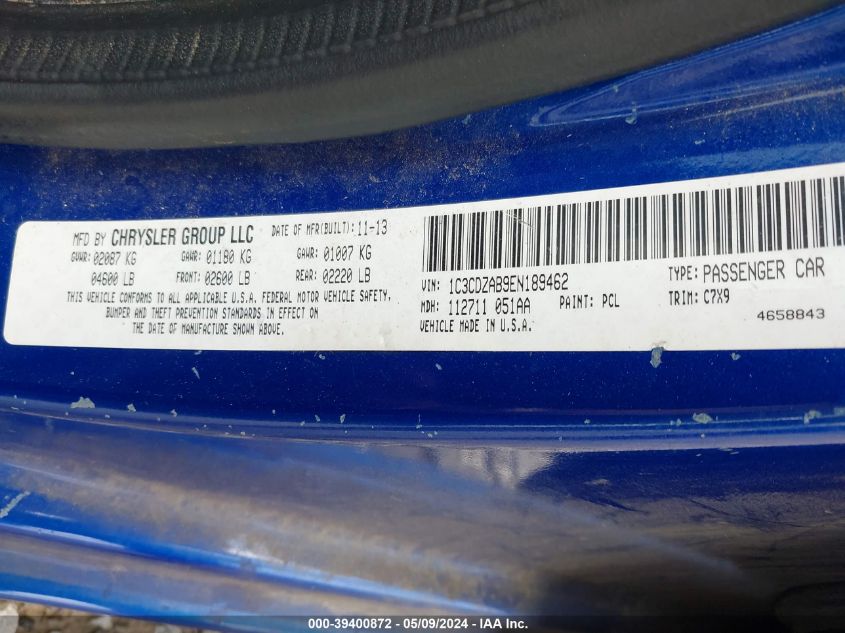 MFD BY CHRYSLER GROUP LLC DATE OF MFR(BUILT): 11-13
GVWR: 02087 KG GAWR: 01180 KG GAWR: 01007 KG
04600 LB FRONT: 02600 LB REAR: 02220 LB
THIS VEHICLE CONFORMS TO ALL APPLICABLE U.S.A. FEDERAL MOTOR VEHICLE SAFETY,
BUMPER AND THEFT PREVENTION STANDARDS IN EFFECT ON
THE DATE OF MANUFACTURE SHOWN ABOVE.
VIN: 1C3CDZAB9EN189462 TYPE: PASSENGER CAR
MDH: 112711 051AA PAINT: PCL TRIM: C7X9
VEHICLE MADE IN U.S.A. 4658843
000-39400872 - 05/09/2024 - IAA Inc.